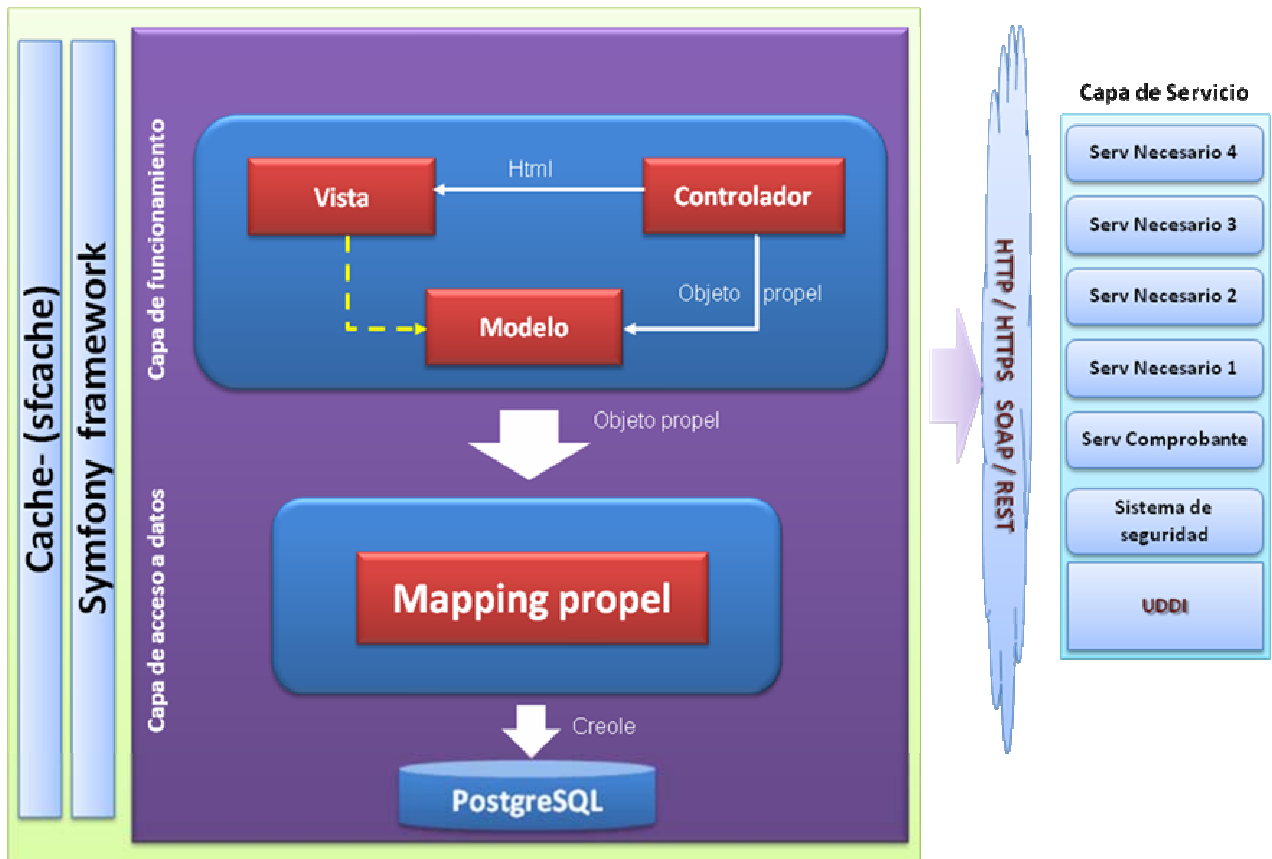 Cache- (sfcache)
Symfony framework
Capa de funcionamiento
Vista
Html
Controlador
Objeto propel
Modelo
Objeto propel
Capa de acceso a datos
Mapping propel
Creole
PostgreSQL
HTTP / HTTPS SOAP / REST
Capa de Servicio
Serv Necesario 4
Serv Necesario 3
Serv Necesario 2
Serv Necesario 1
Serv Comprobante
Sistema de
seguridad
UDDI